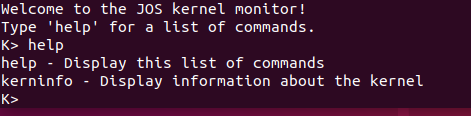 Welcome to the JOS kernel monitor!
Type 'help' for a list of commands.
K> help
help - Display this list of commands
kerninfo - Display information about the kernel
K>